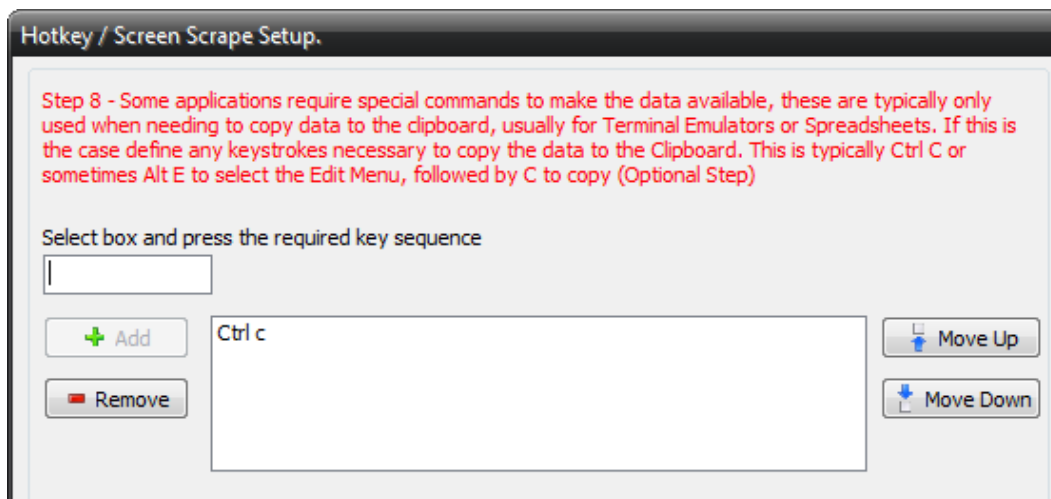 Hotkey / Screen Scrape Setup.
Step 8 - Some applications require special commands to make the data available, these are typically only
used when needing to copy data to the clipboard, usually for Terminal Emulators or Spreadsheets. If this is
the case define any keystrokes necessary to copy the data to the Clipboard. This is typically Ctrl C or
sometimes Alt E to select the Edit Menu, followed by C to copy (Optional Step)
Select box and press the required key sequence
Add
Ctrl c
Move Up
Remove
Move Down